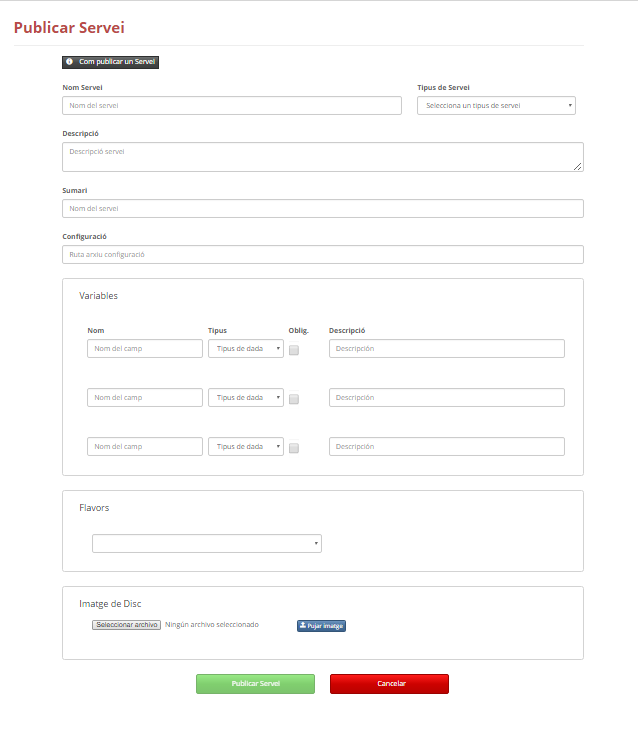 Publicar Servei
Com publicar un Servei
Nom Servei Tipus de Servei
Nom del servei Selecciona un tipus de servei
Descripció
Descripció servei
Sumari
Nom del servei
Configuració
Ruta arxiu configuració
Variables
Nom Tipus Oblig. Descripció
Nom del camp Tipus de dada Descripción
Nom del camp Tipus de dada Descripción
Nom del camp Tipus de dada Descripción
Flavors
Imatge de Disc
Seleccionar archivo Ningún archivo seleccionado Pujar imatge
Publicar Servei Cancelar